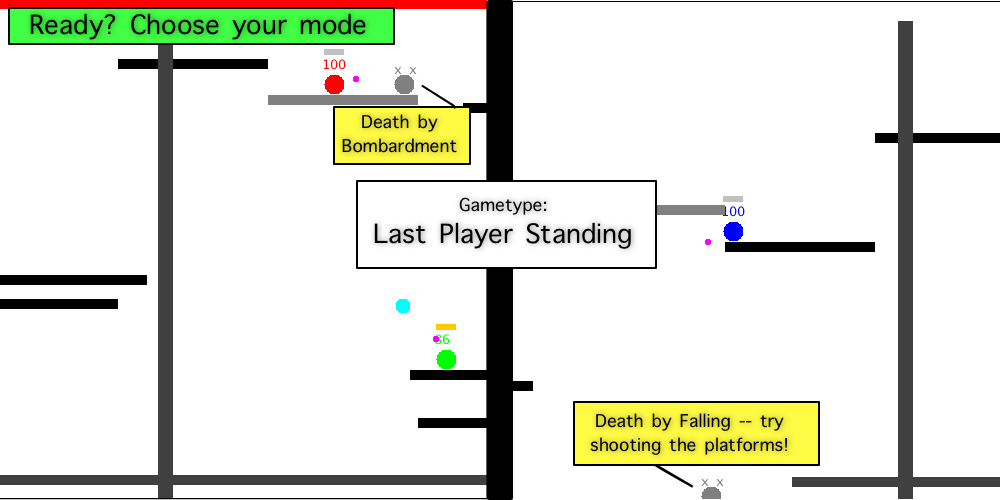 Ready? Choose your mode
100
x x
Death by
Bombardment
Gametype:
Last Player Standing
100
Death by Falling -- try
shooting the platforms!
x x